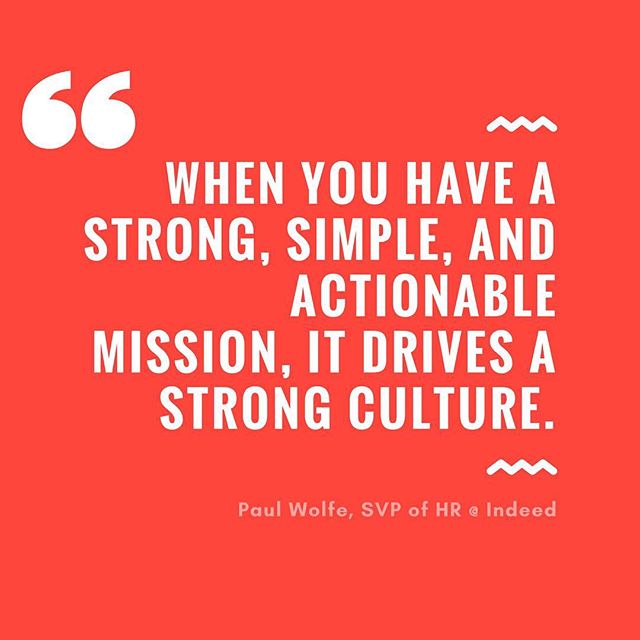 “
WHEN YOU HAVE A
STRONG, SIMPLE, AND
ACTIONABLE
MISSION, IT DRIVES A
STRONG CULTURE.
Paul Wolfe, SVP of HR @ Indeed